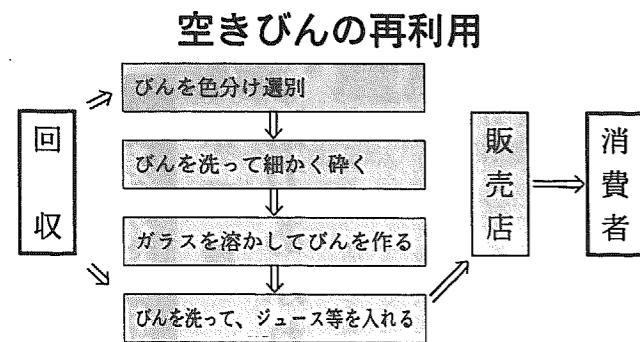 空きびんの再利用
回収
びんを色分け選別
びんを洗って細かく砕く
ガラスを溶かしてびんを作る
びんを洗って、ジュース等を入れる
販売店
消費者